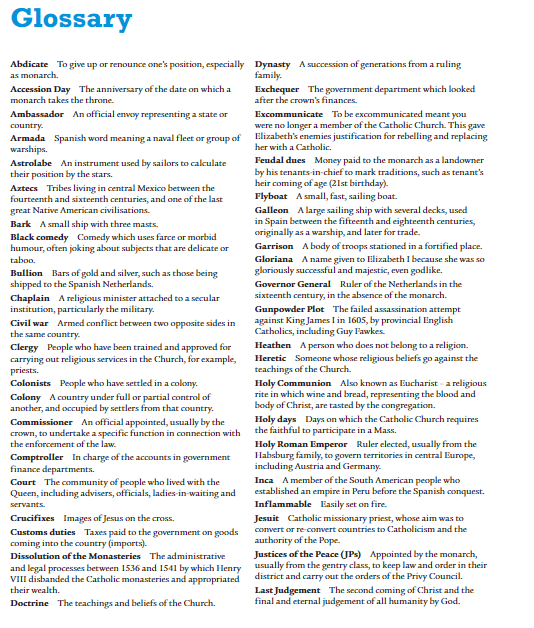 Glossary
Abdicate To give up or renounce one's position, especially
as monarch.
Accession Day The anniversary of the date on which a
monarch takes the throne.
Ambassador An official envoy representing a state or
country.
Armada Spanish word meaning a naval fleet or group of
warships.
Astrolabe An instrument used by sailors to calculate
their position by the stars.
Aztecs Tribes living in central Mexico between the
fourteenth and sixteenth centuries, and one of the last
great Native American civilisations.
Bark A small ship with three masts.
Black comedy Comedy which uses farce or morbid
humour, often joking about subjects that are delicate or
taboo.
Bullion Bars of gold and silver, such as those being
shipped to the Spanish Netherlands.
Chaplain A religious minister attached to a secular
institution, particularly the military.
Civil war Armed conflict between two opposite sides in
the same country.
Clergy People who have been trained and approved for
carrying out religious services in the Church, for example,
priests.
Colonists People who have settled in a colony.
Colony A country under full or partial control of
another, and occupied by settlers from that country.
Commissioner An official appointed, usually by the
crown, to undertake a specific function in connection with
the enforcement of the law.
Comptroller In charge of the accounts in government
finance departments.
Court The community of people who lived with the
Queen, including advisers, officials, ladies-in-waiting and
servants.
Crucifixes Images of Jesus on the cross.
Customs duties Taxes paid to the government on goods
coming into the country (imports).
Dissolution of the Monasteries The administrative
and legal processes between 1536 and 1541 by which Henry
VIII disbanded the Catholic monasteries and appropriated
their wealth.
Doctrine The teachings and beliefs of the Church.
Dynasty A succession of generations from a ruling
family.
Exchequer The government department which looked
after the crown's finances.
Excommunicate To be excommunicated meant you
were no longer a member of the Catholic Church. This gave
Elizabeth's enemies justification for rebelling and replacing
her with a Catholic.
Feudal dues Money paid to the monarch as a landowner
by his tenants-in-chief to mark traditions, such as tenant's
heir coming of age (21st birthday).
Flyboat A small, fast, sailing boat.
Galleon A large sailing ship with several decks, used
in Spain between the fifteenth and eighteenth centuries,
originally as a warship, and later for trade.
Garrison A body of troops stationed in a fortified place.
Gloriana A name given to Elizabeth I because she was so
gloriously successful and majestic, even godlike.
Governor General Ruler of the Netherlands in the
sixteenth century, in the absence of the monarch.
Gunpowder Plot The failed assassination attempt
against King James I in 1605, by provincial English
Catholics, including Guy Fawkes.
Heathen A person who does not belong to a religion.
Heretic Someone whose religious beliefs go against the
teachings of the Church.
Holy Communion Also known as Eucharist – a religious
rite in which wine and bread, representing the blood and
body of Christ, are tasted by the congregation.
Holy days Days on which the Catholic Church requires
the faithful to participate in a Mass.
Holy Roman Emperor Ruler elected, usually from the
Habsburg family, to govern territories in central Europe,
including Austria and Germany.
Inca A member of the South American people who
established an empire in Peru before the Spanish conquest.
Inflammable Easily set on fire.
Jesuit Catholic missionary priest, whose aim was to
convert or re-convert countries to Catholicism and the
authority of the Pope.
Justices of the Peace (JPs) Appointed by the monarch,
usually from the gentry class, to keep law and order in their
district and carry out the orders of the Privy Council.
Last Judgement The second coming of Christ and the
final and eternal judgement of all humanity by God.